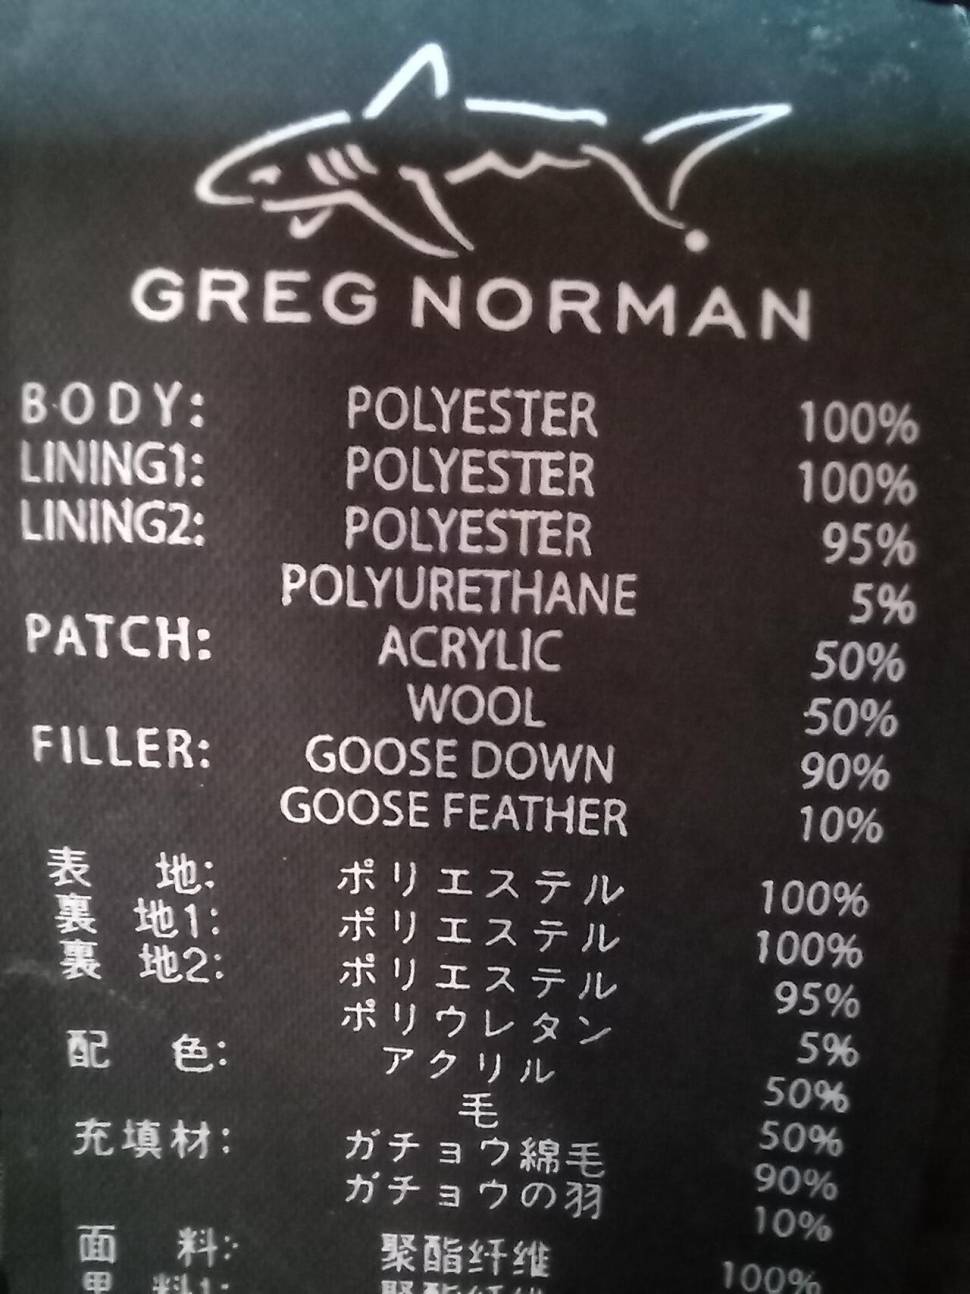 GREG NORMAN
BODY: POLYESTER 100%
LINING1: POLYESTER 100%
LINING2: POLYESTER 95%
POLYURETHANE 5%
PATCH: ACRYLIC 50%
WOOL 50%
FILLER: GOOSE DOWN 90%
GOOSE FEATHER 10%
表 地: ポリエステル 100%
裏 地1: ポリエステル 100%
裏 地2: ポリエステル 95%
ポリウレタン 5%
配 色: アクリル 50%
毛 50%
充填材: ガチョウ綿毛 90%
ガチョウの羽 10%
面 料: 聚酯纤维 100%